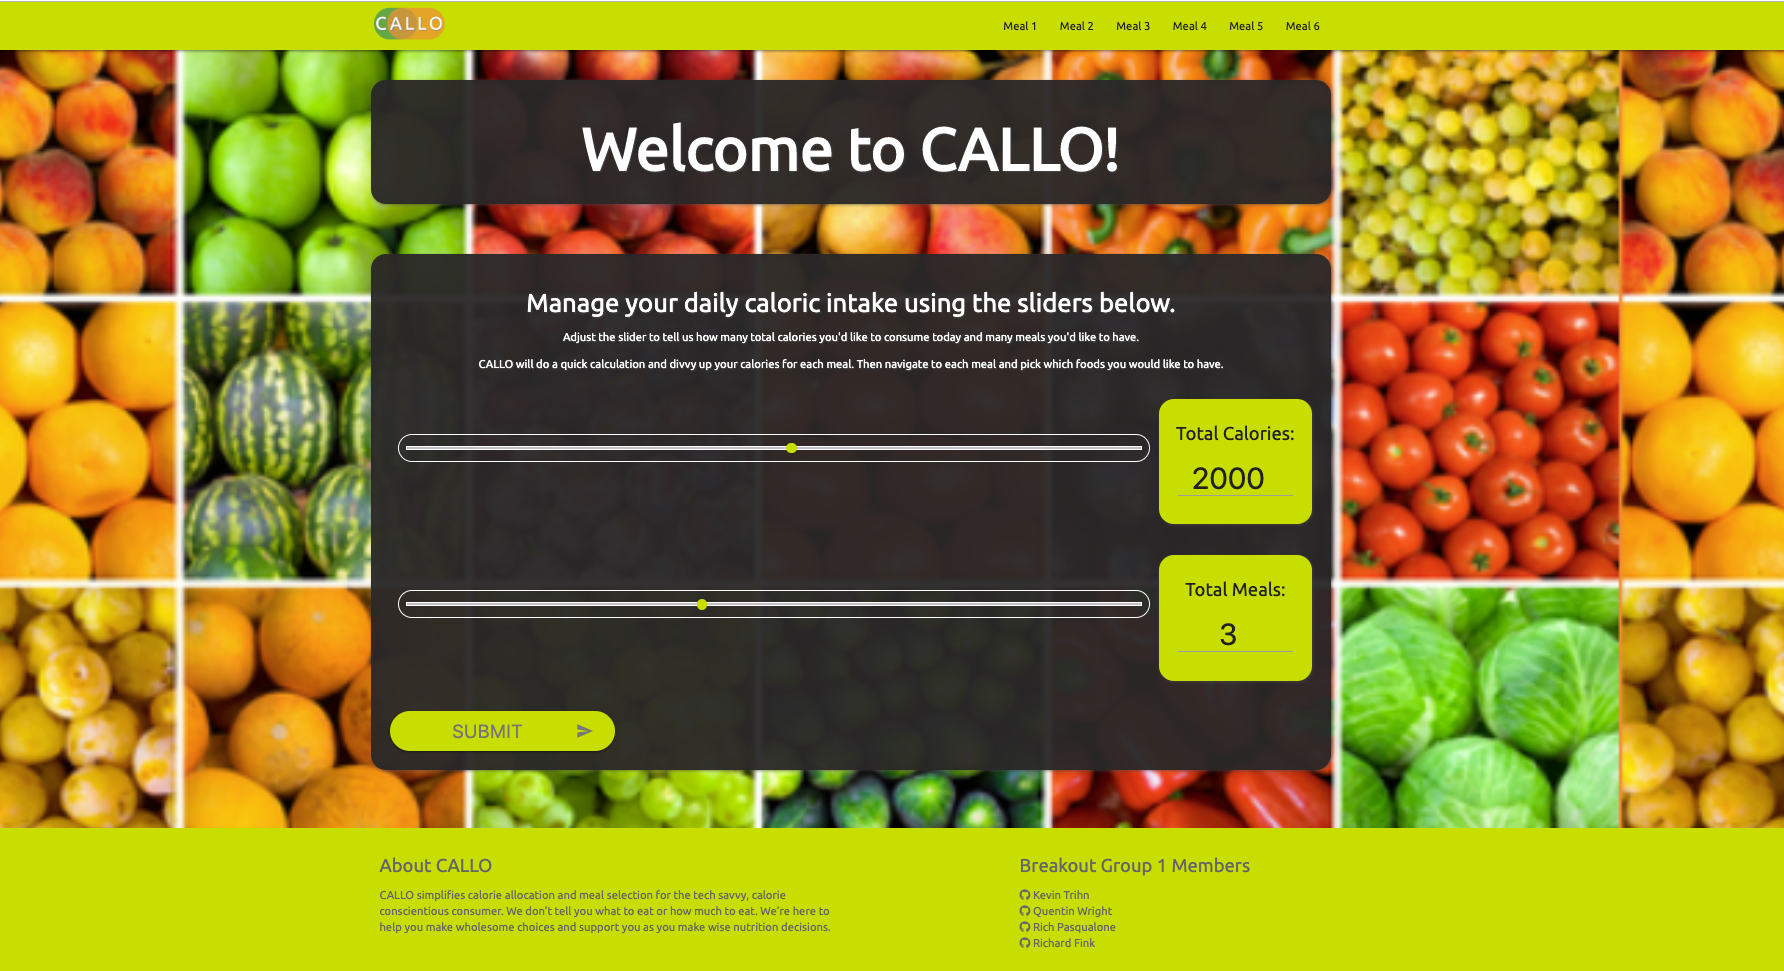 CALLO
Meal 1 Meal 2 Meal 3 Meal 4 Meal 5 Meal 6
Welcome to CALLO!
Manage your daily caloric intake using the sliders below.
Adjust the slider to tell us how many total calories you'd like to consume today and many meals you'd like to have.
CALLO will do a quick calculation and divvy up your calories for each meal. Then navigate to each meal and pick which foods you would like to have.
Total Calories:
2000
Total Meals:
3
SUBMIT
About CALLO
CALLO simplifies calorie allocation and meal selection for the tech savvy, calorie
conscientious consumer. We don't tell you what to eat or how much to eat. We're here to
help you make wholesome choices and support you as you make wise nutrition decisions.
Breakout Group 1 Members
Kevin Trihn
Quentin Wright
Rich Pasqualone
Richard Fink